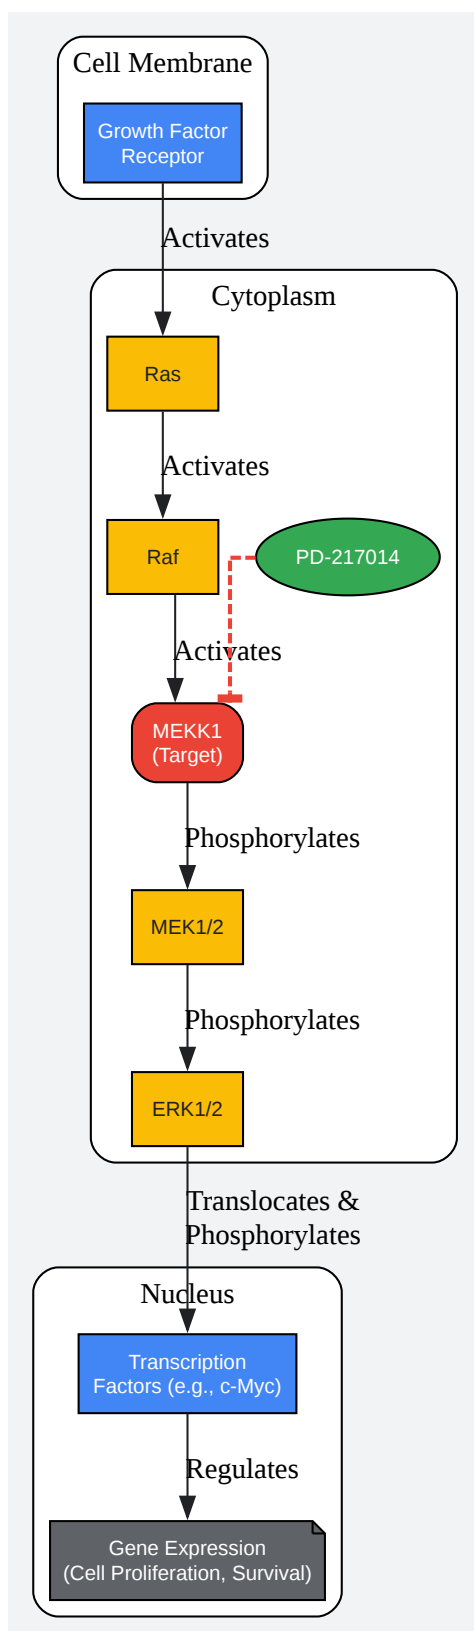 Cell Membrane
Growth Factor
Receptor
Activates
Cytoplasm
Ras
Activates
Raf
PD-217014
Activates
MEKK1
(Target)
Phosphorylates
MEK1/2
Phosphorylates
ERK1/2
Translocates &
Phosphorylates
Nucleus
Transcription
Factors (e.g., c-Myc)
Regulates
Gene Expression
(Cell Proliferation, Survival)